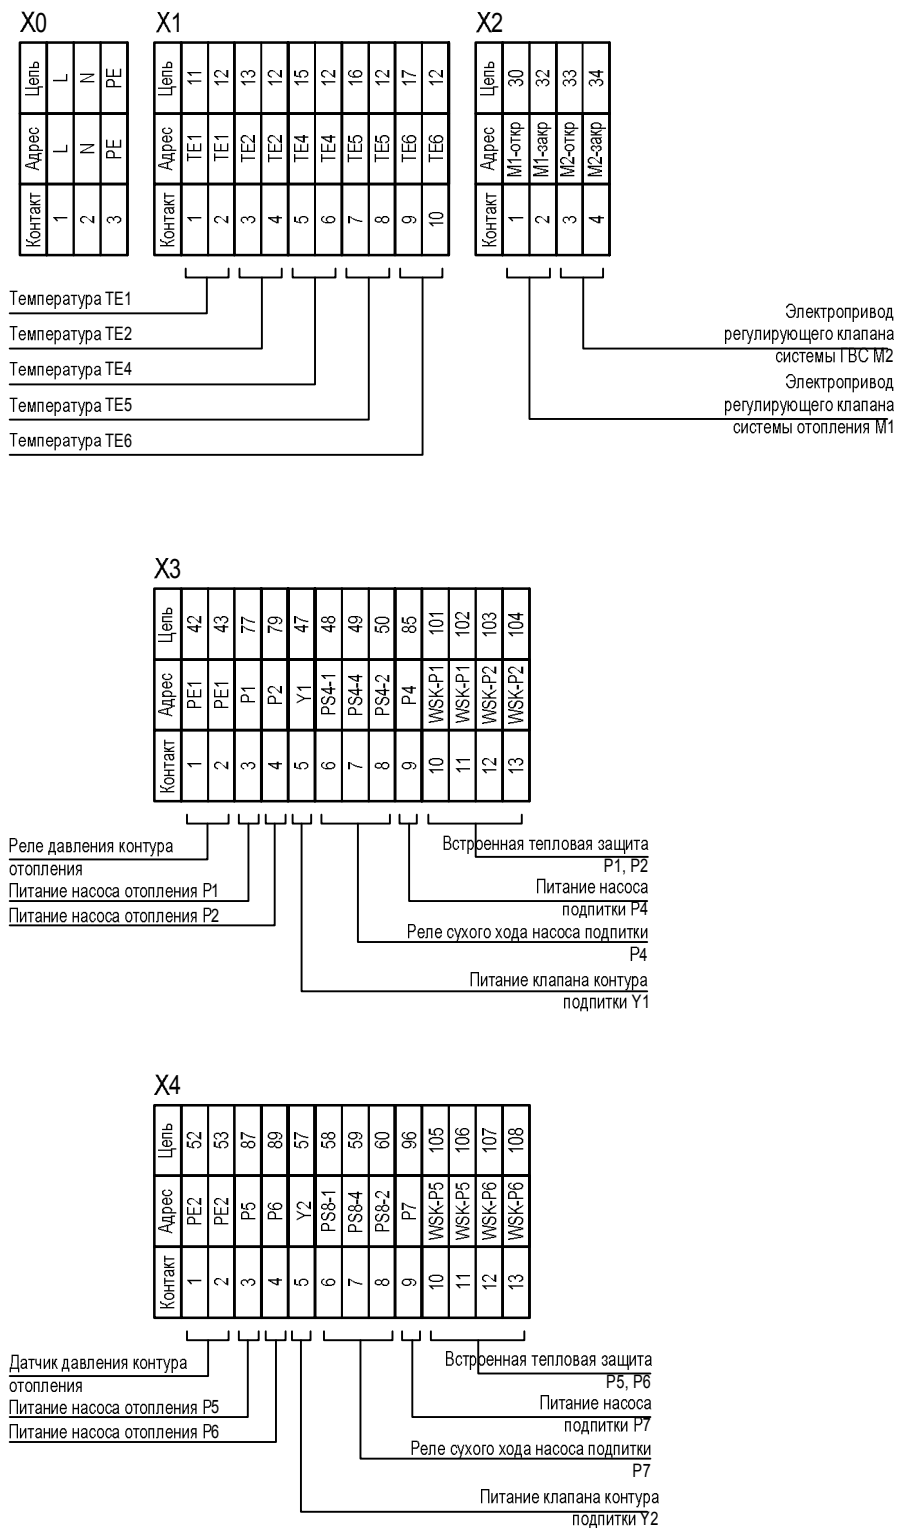 X0
Цепь L N PE
Адрес L N PE
Контакт 1 2 3
X1
Цепь 11 12 13 12 15 12 16 12 17 12
Адрес TE1 TE1 TE2 TE2 TE4 TE4 TE5 TE5 TE6 TE6
Контакт 1 2 3 4 5 6 7 8 9 10
X2
Цепь 30 32 33 34
Адрес М1-откр М1-закр М2-откр М2-закр
Контакт 1 2 3 4
Температура TE1
Температура TE2
Температура TE4
Температура TE5
Температура TE6
Электропривод
регулирующего клапана
системы ГВС М2
Электропривод
регулирующего клапана
системы отопления М1
X3
Цепь 42 43 77 79 47 48 49 50 85 101 102 103 104
Адрес PE1 PE1 P1 P2 Y1 PS4-1 PS4-4 PS4-2 P4 WSK-P1 WSK-P1 WSK-P2 WSK-P2
Контакт 1 2 3 4 5 6 7 8 9 10 11 12 13
Реле давления контура
отопления
Питание насоса отопления P1
Питание насоса отопления P2
Встроенная тепловая защита
P1, P2
Питание насоса
подпитки P4
Реле сухого хода насоса подпитки
P4
Питание клапана контура
подпитки Y1
X4
Цепь 52 53 87 89 57 58 59 60 96 105 106 107 108
Адрес PE2 PE2 P5 P6 Y2 PS8-1 PS8-4 PS8-2 P7 WSK-P5 WSK-P5 WSK-P6 WSK-P6
Контакт 1 2 3 4 5 6 7 8 9 10 11 12 13
Датчик давления контура
отопления
Питание насоса отопления P5
Питание насоса отопления P6
Встроенная тепловая защита
P5, P6
Питание насоса
подпитки P7
Реле сухого хода насоса подпитки
P7
Питание клапана контура
подпитки Y2